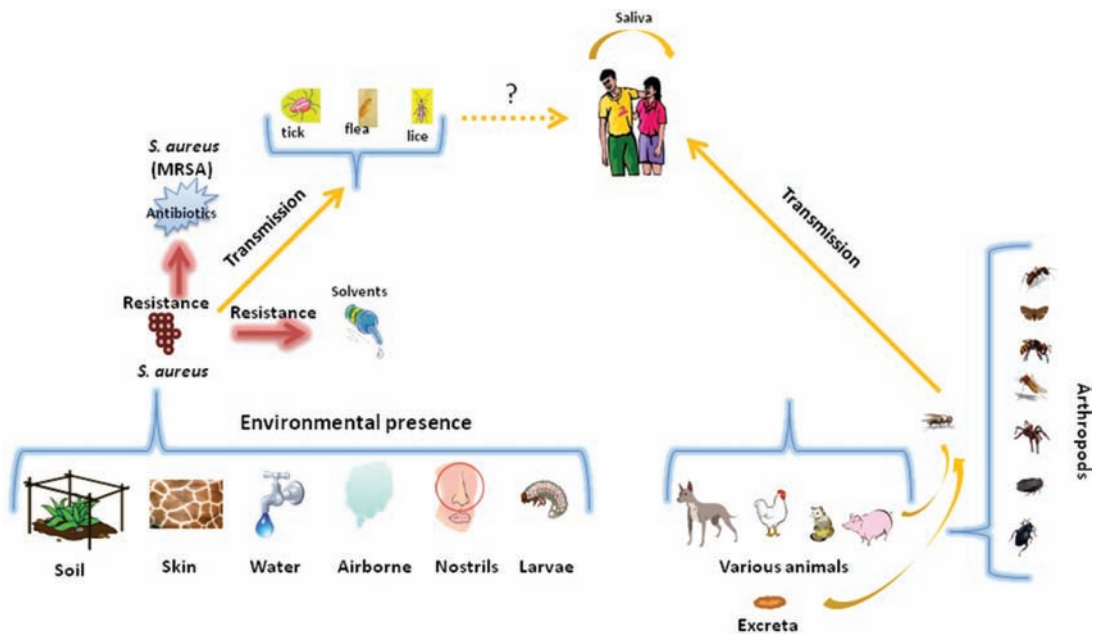 Saliva
?
tick
flea
lice
S. aureus
(MRSA)
Antibiotics
Transmission
Transmission
Resistance
Resistance
Solvents
S. aureus
Environmental presence
Arthropods
Soil
Skin
Water
Airborne
Nostrils
Larvae
Various animals
Excreta